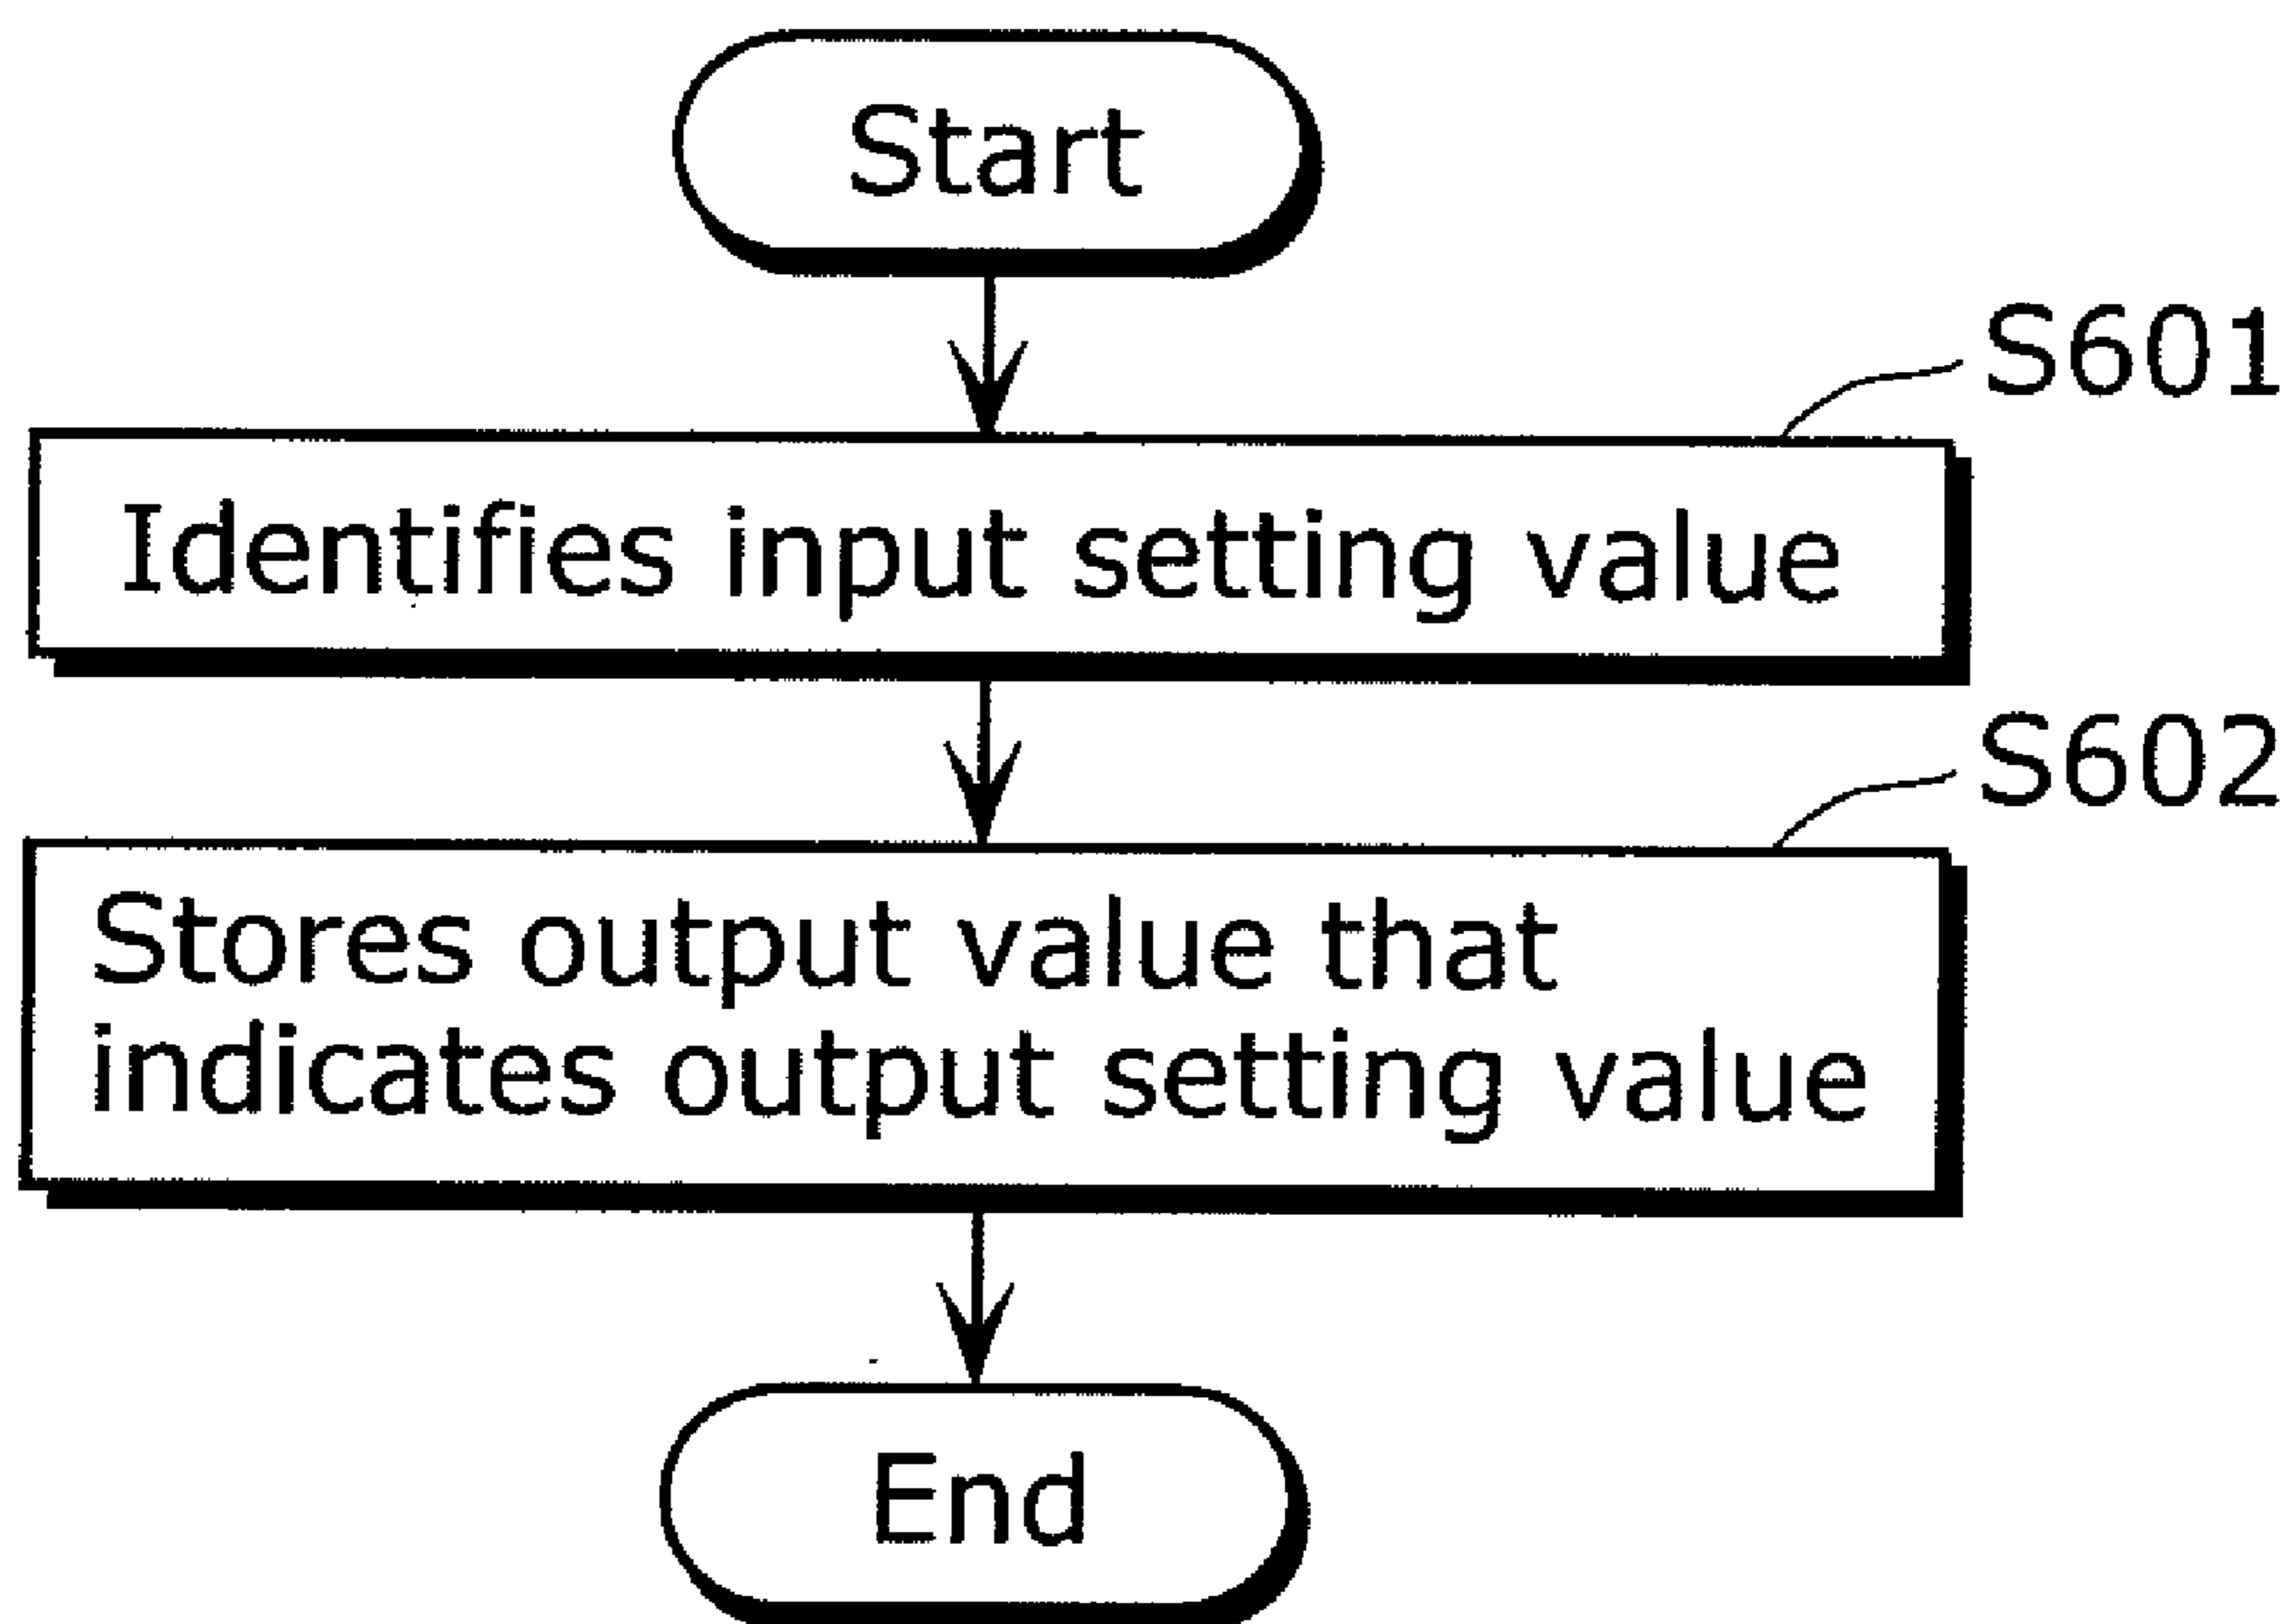 Start
S601
Identifies input setting value
S602
Stores output value that
indicates output setting value
End